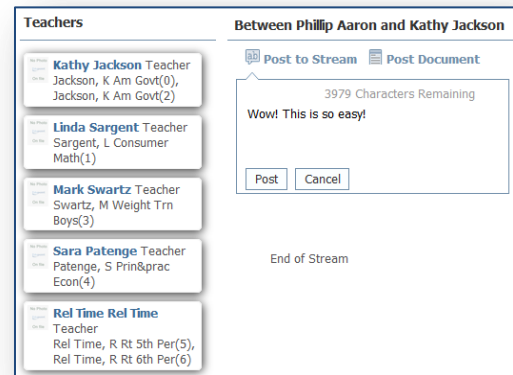 Teachers
Kathy Jackson Teacher
Jackson, K Am Govt(0),
Jackson, K Am Govt(2)
Linda Sargent Teacher
Sargent, L Consumer
Math(1)
Mark Swartz Teacher
Swartz, M Weight Trn
Boys(3)
Sara Patenge Teacher
Patenge, S Prin&prac
Econ(4)
Rel Time Rel Time
Teacher
Rel Time, R Rt 5th Per(5),
Rel Time, R Rt 6th Per(6)
Between Phillip Aaron and Kathy Jackson
ab Post to Stream Post Document
3979 Characters Remaining
Wow! This is so easy!
Post Cancel
End of Stream